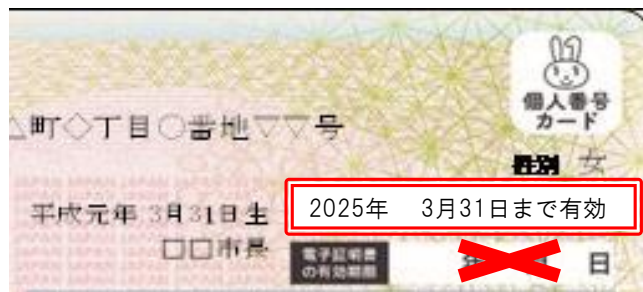 個人番号
カード
△町◇丁目○番地▽▽号
性別 女
平成元年 3月31日生
2025年 3月31日まで有効
□□市長
電子証明書
の有効期限
年 日